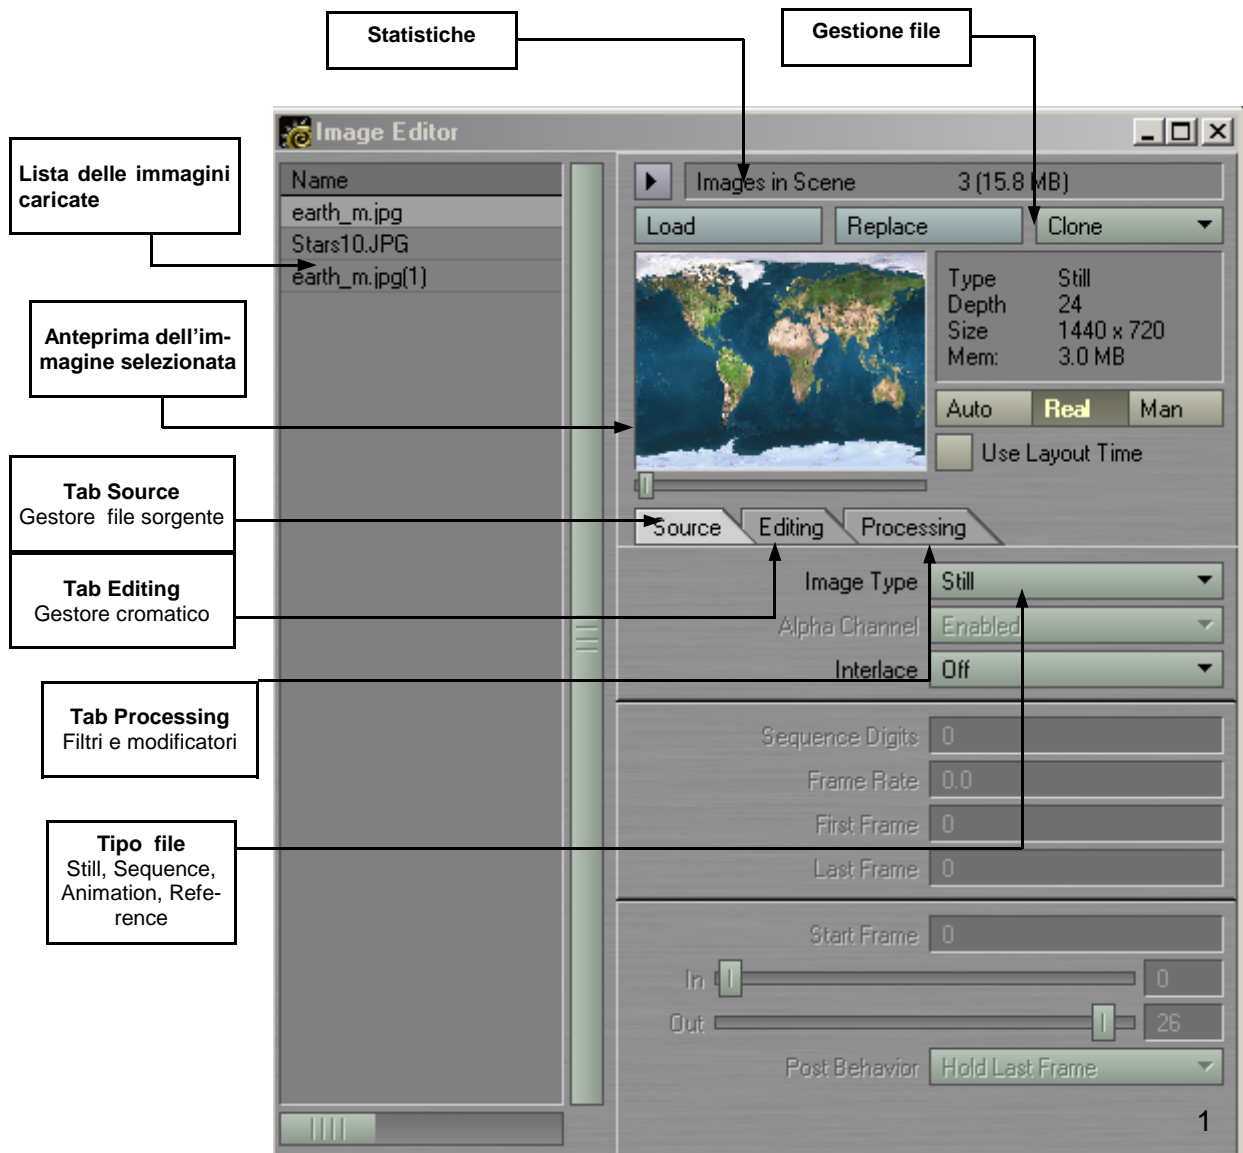 Statistiche
Gestione file
Image Editor
Lista delle immagini
caricate
Name
earth_m.jpg
Stars10.JPG
earth_m.jpg(1)
Images in Scene 3 (15.8 MB)
Load Replace Clone
Type Still
Depth 24
Size 1440 x 720
Mem: 3.0 MB
Anteprima dell'im-
magine selezionata
Auto Real Man
Use Layout Time
Tab Source
Gestore file sorgente
Source Editing Processing
Tab Editing
Gestore cromatico
Image Type Still
Alpha Channel Enabled
Interlace Off
Tab Processing
Filtri e modificatori
Sequence Digits 0
Frame Rate 0.0
First Frame 0
Last Frame 0
Tipo file
Still, Sequence,
Animation, Refe-
rence
Start Frame 0
In 0
Out 26
Post Behavior Hold Last Frame
1